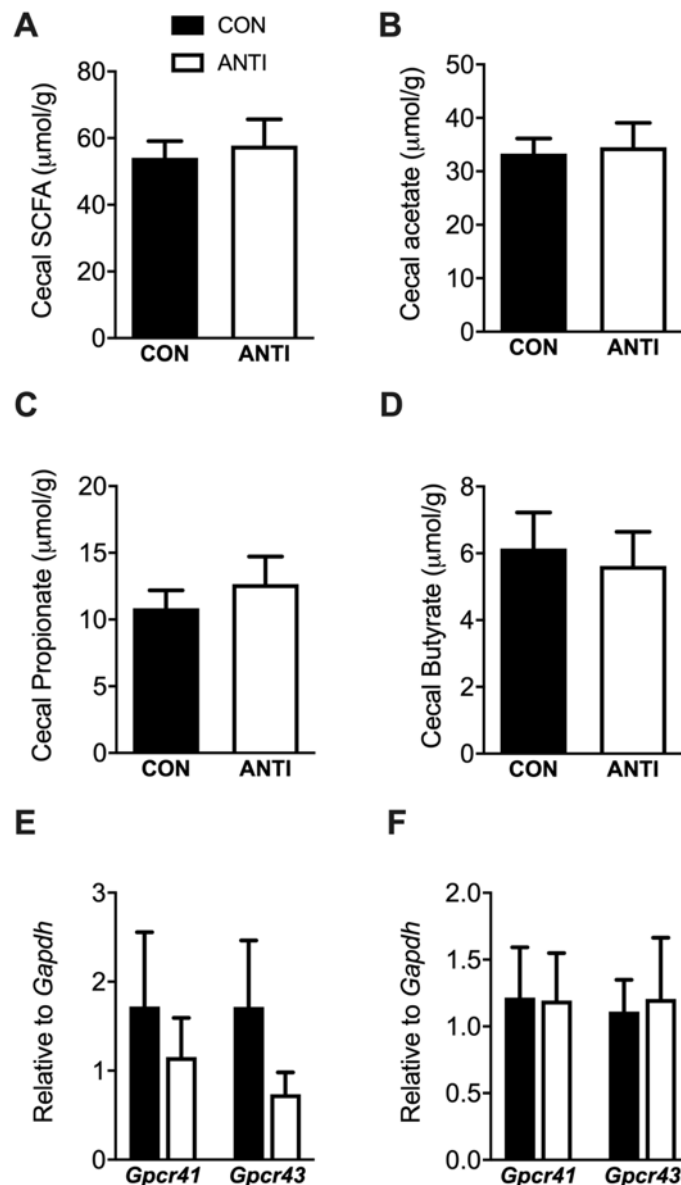 A
CON
ANTI
Cecal SCFA (μmol/g)
80
60
40
20
0
CON ANTI
B
Cecal acetate (μmol/g)
50
40
30
20
10
0
CON ANTI
C
Cecal Propionate (μmol/g)
20
15
10
5
0
CON ANTI
D
Cecal Butyrate (μmol/g)
8
6
4
2
0
CON ANTI
E
Relative to Gapdh
3
2
1
0
Gpcr41 Gpcr43
F
Relative to Gapdh
2.0
1.5
1.0
0.5
0.0
Gpcr41 Gpcr43